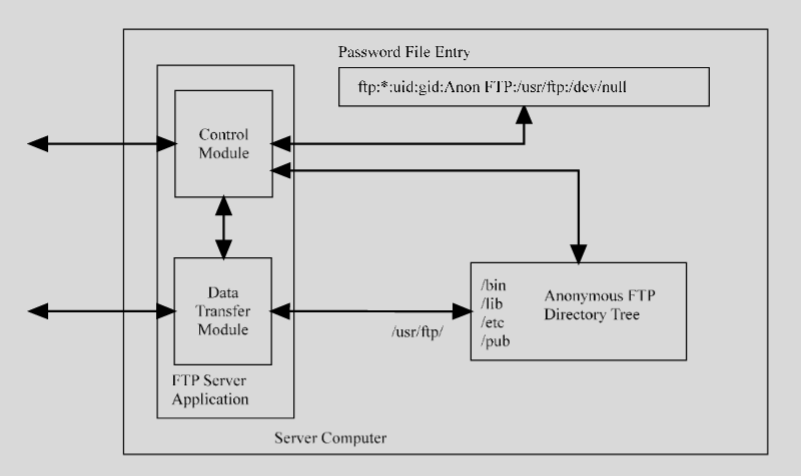 Password File Entry
ftp:*:uid:gid:Anon FTP:/usr/ftp:/dev/null
Control
Module
Data
Transfer
Module
/usr/ftp/
/bin
/lib
/etc
/pub
Anonymous FTP
Directory Tree
FTP Server
Application
Server Computer